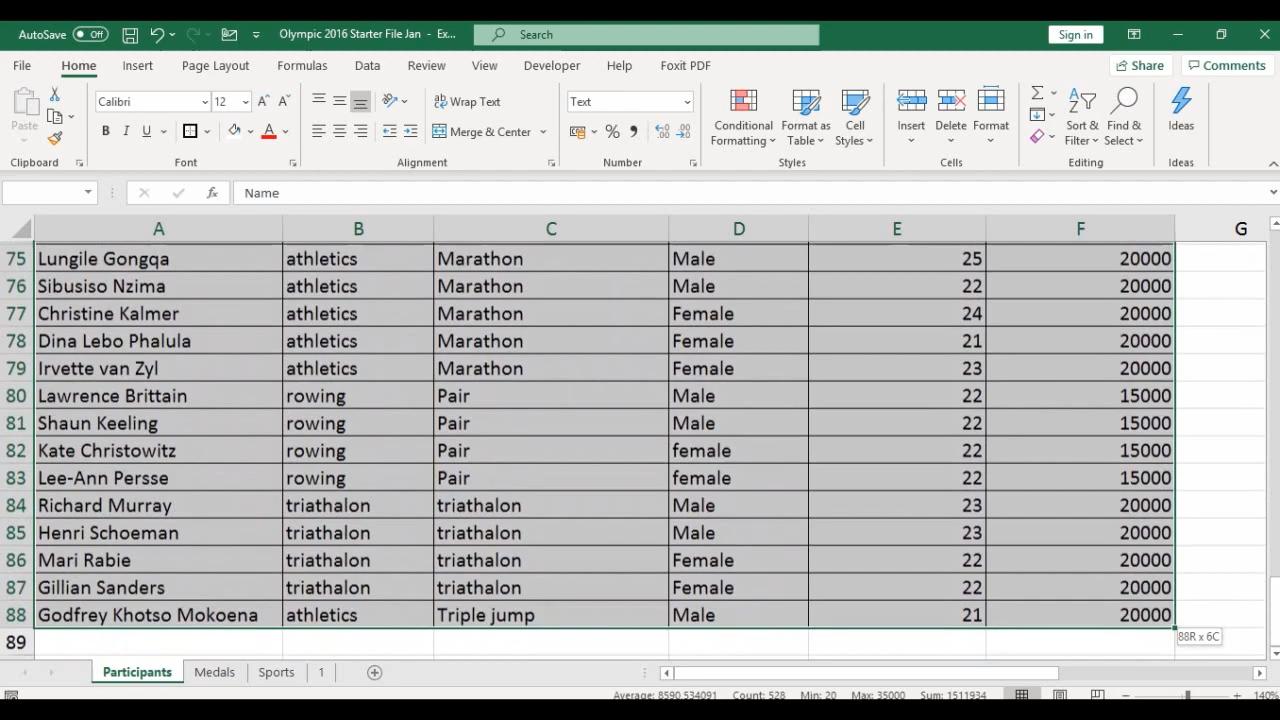 AutoSave Off Olympic 2016 Starter File Jan - Ex... Search Sign in
File Home Insert Page Layout Formulas Data Review View Developer Help Foxit PDF Share Comments
Paste Calibri 12 Wrap Text Text Conditional Formatting Format as Table Cell Styles Insert Delete Format Sort & Filter Find & Select Ideas
B I U A Merge & Center % ,
Clipboard Font Alignment Number Styles Cells Editing Ideas
fx Name
A B C D E F G
75 Lungile Gongqa athletics Marathon Male 25 20000
76 Sibusiso Nzima athletics Marathon Male 22 20000
77 Christine Kalmer athletics Marathon Female 24 20000
78 Dina Lebo Phalula athletics Marathon Female 21 20000
79 Irvette van Zyl athletics Marathon Female 23 20000
80 Lawrence Brittain rowing Pair Male 22 15000
81 Shaun Keeling rowing Pair Male 22 15000
82 Kate Christowitz rowing Pair female 22 15000
83 Lee-Ann Persse rowing Pair female 22 15000
84 Richard Murray triathalon triathalon Male 23 20000
85 Henri Schoeman triathalon triathalon Male 23 20000
86 Mari Rabie triathalon triathalon Female 22 20000
87 Gillian Sanders triathalon triathalon Female 22 20000
88 Godfrey Khotso Mokoena athletics Triple jump Male 21 20000
89 88R x 6C
Participants Medals Sports 1
Average: 8590.534091 Count: 528 Min: 20 Max: 35000 Sum: 1511934 140%